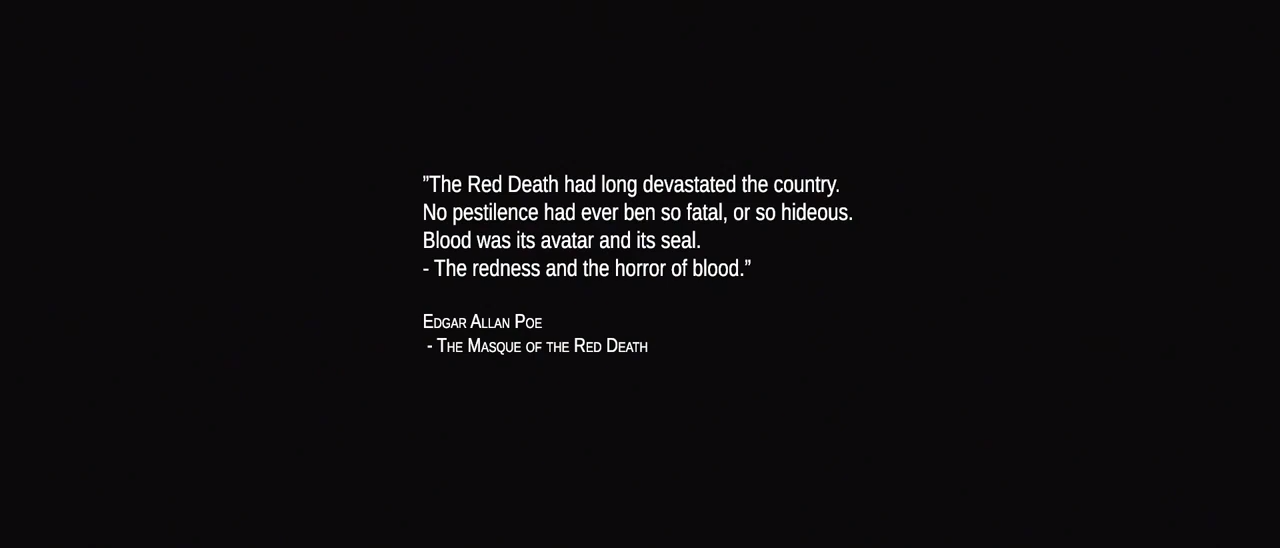 ”The Red Death had long devastated the country.
No pestilence had ever ben so fatal, or so hideous.
Blood was its avatar and its seal.
- The redness and the horror of blood.”
Edgar Allan Poe
- The Masque of the Red Death